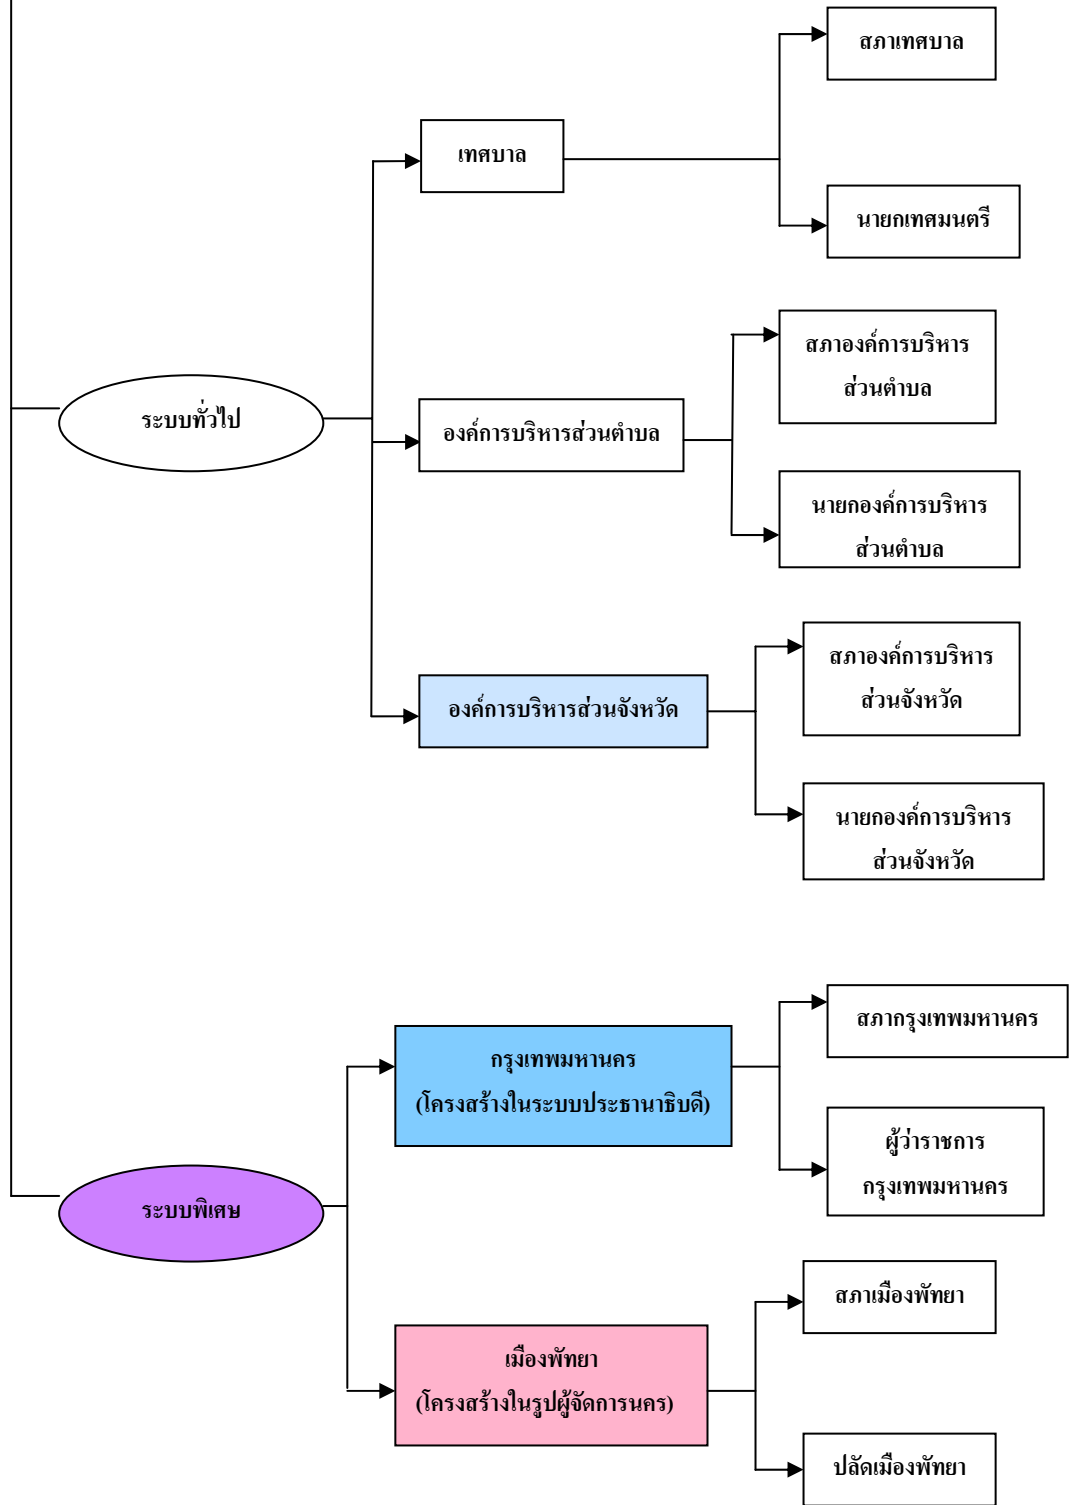 สภาเทศบาล
เทศบาล
นายกเทศมนตรี
สภาองค์การบริหาร
ส่วนตำบล
ระบบทั่วไป
องค์การบริหารส่วนตำบล
นายกองค์การบริหาร
ส่วนตำบล
สภาองค์การบริหาร
ส่วนจังหวัด
องค์การบริหารส่วนจังหวัด
นายกองค์การบริหาร
ส่วนจังหวัด
สภากรุงเทพมหานคร
กรุงเทพมหานคร
(โครงสร้างในระบบประธานาธิบดี)
ผู้ว่าราชการ
กรุงเทพมหานคร
ระบบพิเศษ
สภาเมืองพัทยา
เมืองพัทยา
(โครงสร้างในรูปผู้จัดการนคร)
ปลัดเมืองพัทยา